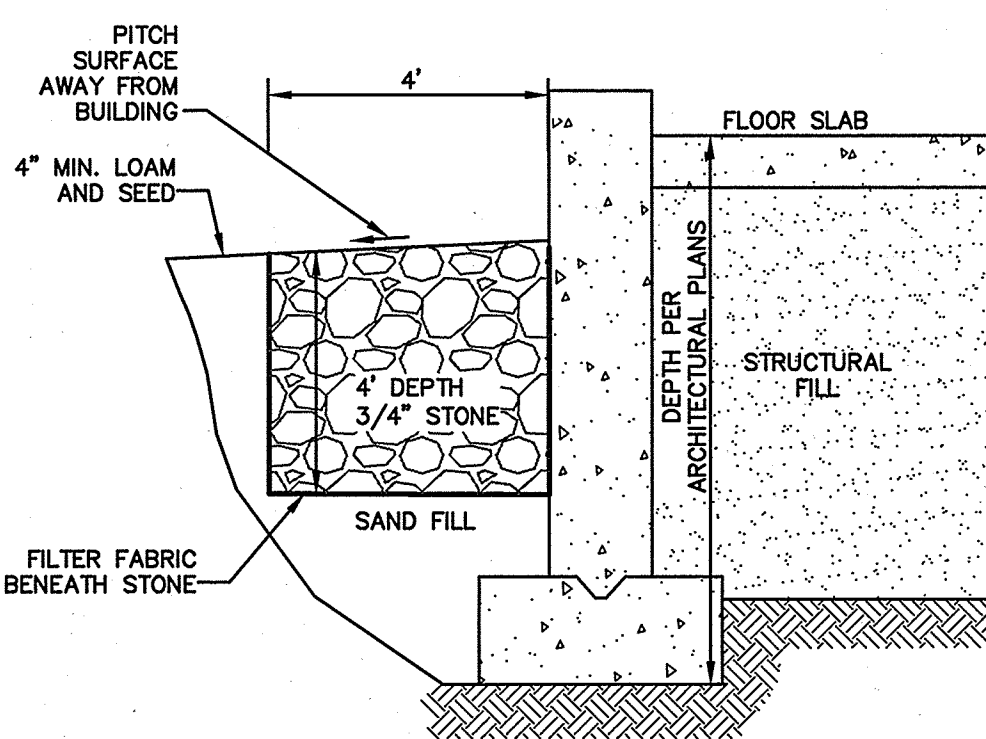 PITCH
SURFACE
AWAY FROM
BUILDING
4'
FLOOR SLAB
4" MIN. LOAM
AND SEED
DEPTH PER
ARCHITECTURAL PLANS
STRUCTURAL
FILL
4' DEPTH
3/4" STONE
SAND FILL
FILTER FABRIC
BENEATH STONE